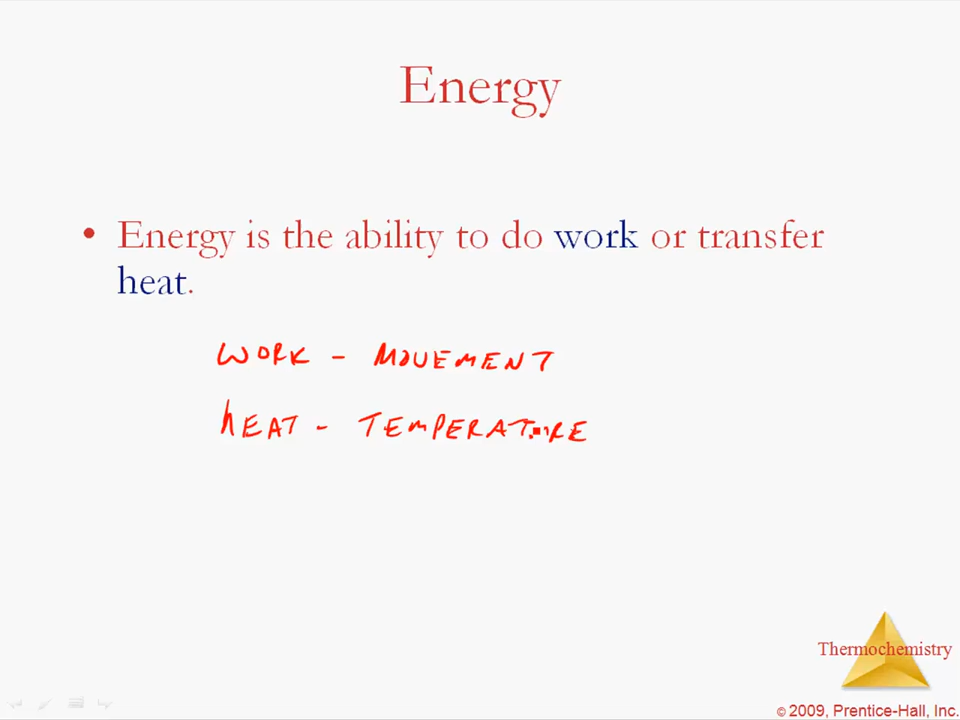 Energy
• Energy is the ability to do work or transfer
heat.
WORK - MOVEMENT
HEAT - TEMPERATURE
Thermochemistry
© 2009, Prentice-Hall, Inc.